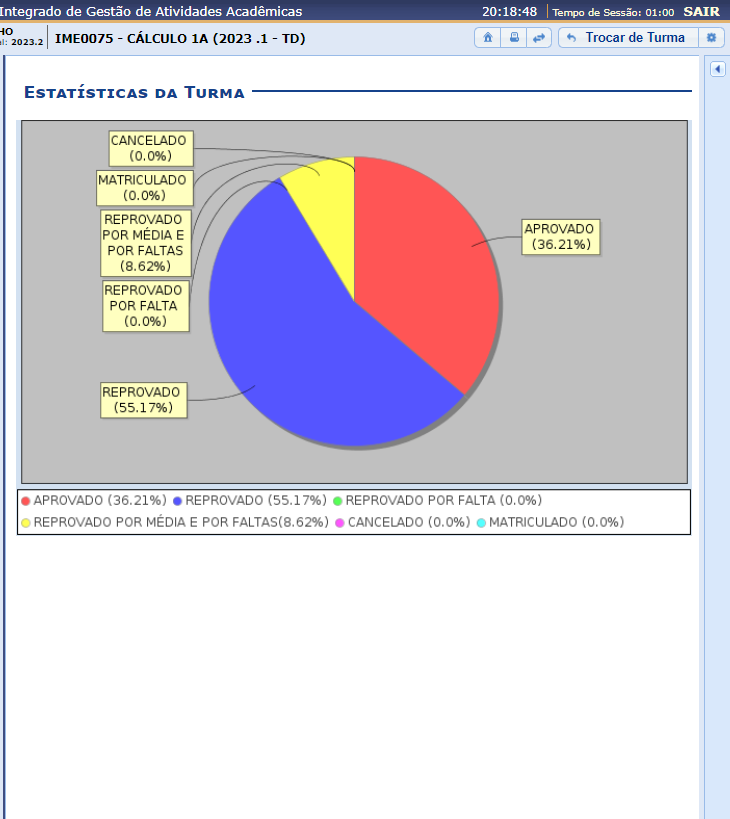 Integrado de Gestão de Atividades Acadêmicas 20:18:48 Tempo de Sessão: 01:00 SAIR
HO
el: 2023.2
IME0075 - CÁLCULO 1A (2023 .1 - TD) Trocar de Turma
ESTATÍSTICAS DA TURMA
CANCELADO
(0.0%)
MATRICULADO
(0.0%)
REPROVADO
POR MÉDIA E
POR FALTAS
(8.62%)
REPROVADO
POR FALTA
(0.0%)
REPROVADO
(55.17%)
APROVADO
(36.21%)
APROVADO (36.21%) REPROVADO (55.17%) REPROVADO POR FALTA (0.0%)
REPROVADO POR MÉDIA E POR FALTAS(8.62%) CANCELADO (0.0%) MATRICULADO (0.0%)